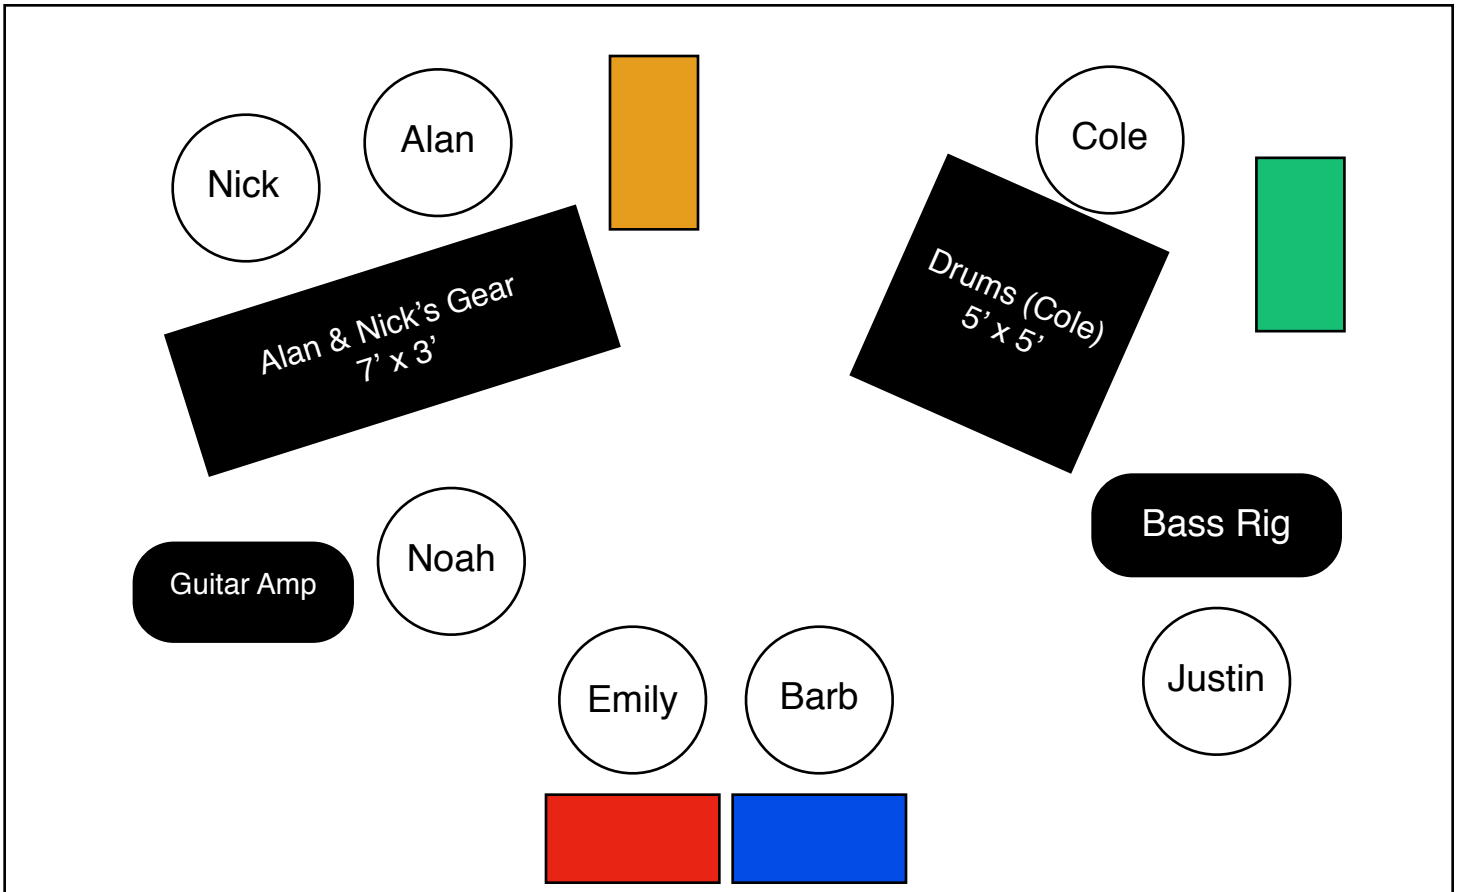 Nick
Alan
Cole
Alan & Nick’s Gear
7’ x 3’
Drums (Cole)
5’ x 5’
Guitar Amp
Noah
Bass Rig
Emily
Barb
Justin